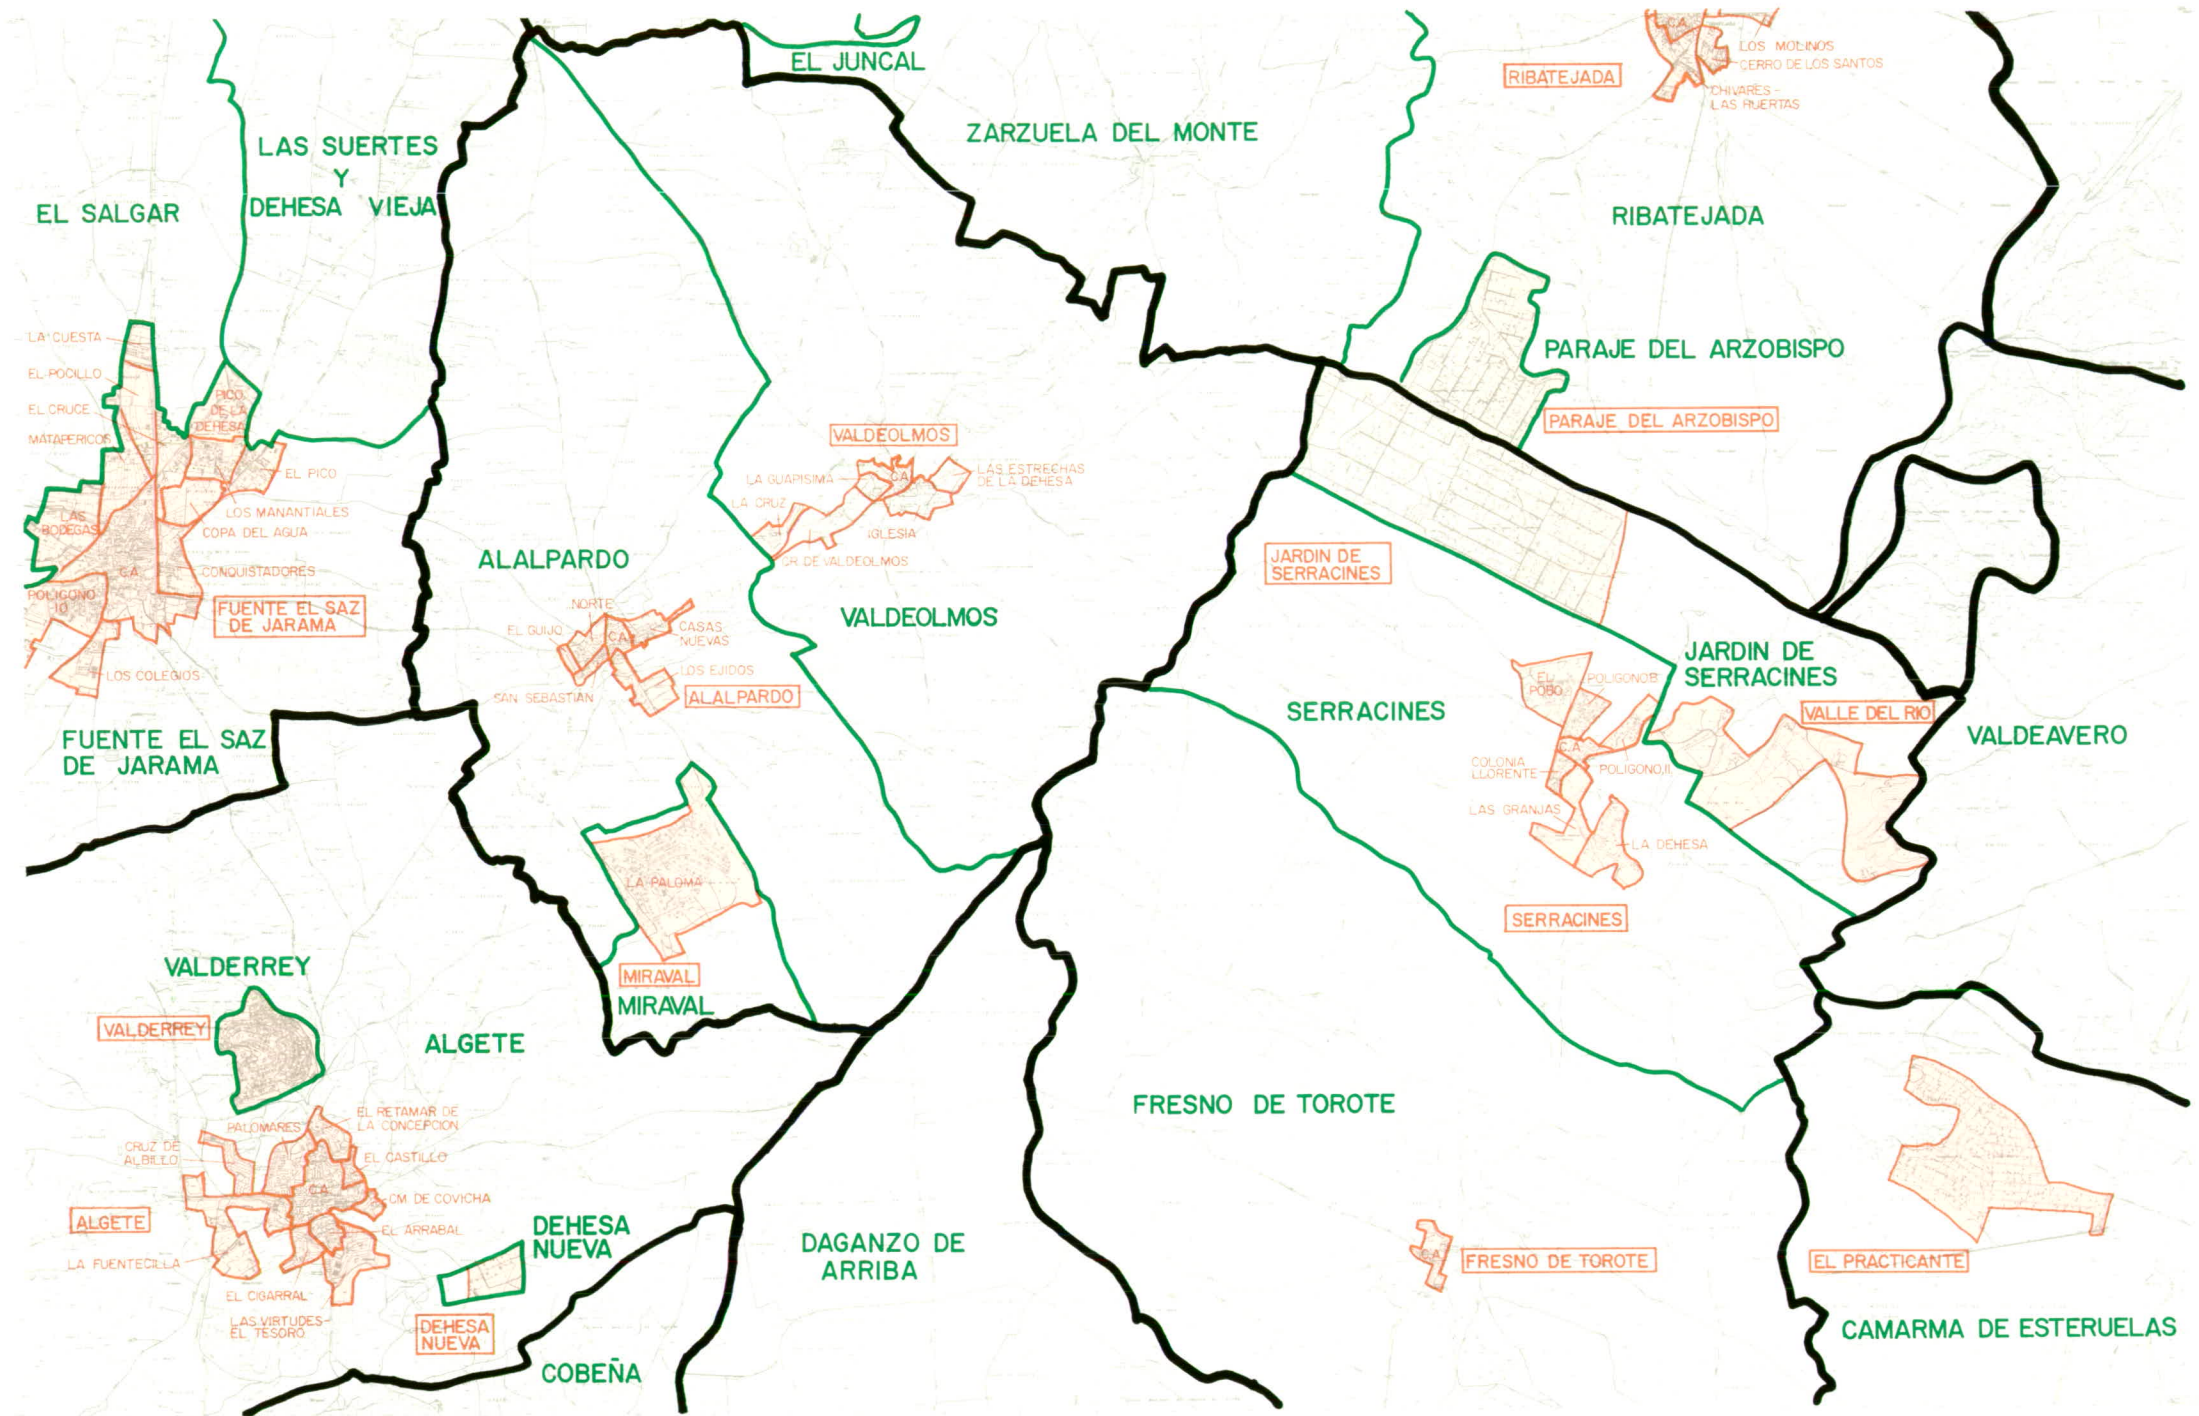 EL JUNCAL
C.A.
LOS MOLINOS
CERRO DE LOS SANTOS
RIBATEJADA
CHIVARES -
LAS HUERTAS
LAS SUERTES
Y
DEHESA VIEJA
EL SALGAR
ZARZUELA DEL MONTE
RIBATEJADA
LA CUESTA
EL POCILLO
EL CRUCE
MATAPERICOS
PICO
DE LA
DEHESA
EL PICO
LOS MANANTIALES
COPA DEL AGUA
LAS
BODEGAS
C.A.
CONQUISTADORES
POLIGONO
10
FUENTE EL SAZ
DE JARAMA
LOS COLEGIOS
FUENTE EL SAZ
DE JARAMA
PARAJE DEL ARZOBISPO
PARAJE DEL ARZOBISPO
VALDEOLMOS
LA GUAPISIMA
C.A.
LAS ESTRECHAS
DE LA DEHESA
LA CRUZ
IGLESIA
CR. DE VALDEOLMOS
ALALPARDO
NORTE
EL GUIJO
C.A.
CASAS
NUEVAS
LOS EJIDOS
SAN SEBASTIAN
ALALPARDO
VALDEOLMOS
JARDIN DE
SERRACINES
JARDIN DE
SERRACINES
EL
POBO
POLIGONO 8
SERRACINES
VALLE DEL RIO
VALDEAVERO
C.A.
COLONIA
LLORENTE
POLIGONO 11
LAS GRANJAS
LA DEHESA
SERRACINES
LA PALOMA
MIRAVAL
MIRAVAL
VALDERREY
VALDERREY
ALGETE
EL RETAMAR DE
LA CONCEPCION
PALOMARES
CRUZ DE
ALBILLO
EL CASTILLO
C.A.
CM DE COVICHA
ALGETE
EL ARRABAL
LA FUENTECILLA
EL CIGARRAL
LAS VIRTUDES-
EL TESORO
DEHESA
NUEVA
DEHESA
NUEVA
COBEÑA
DAGANZO DE
ARRIBA
FRESNO DE TOROTE
C.A.
FRESNO DE TOROTE
EL PRACTICANTE
CAMARMA DE ESTERUELAS